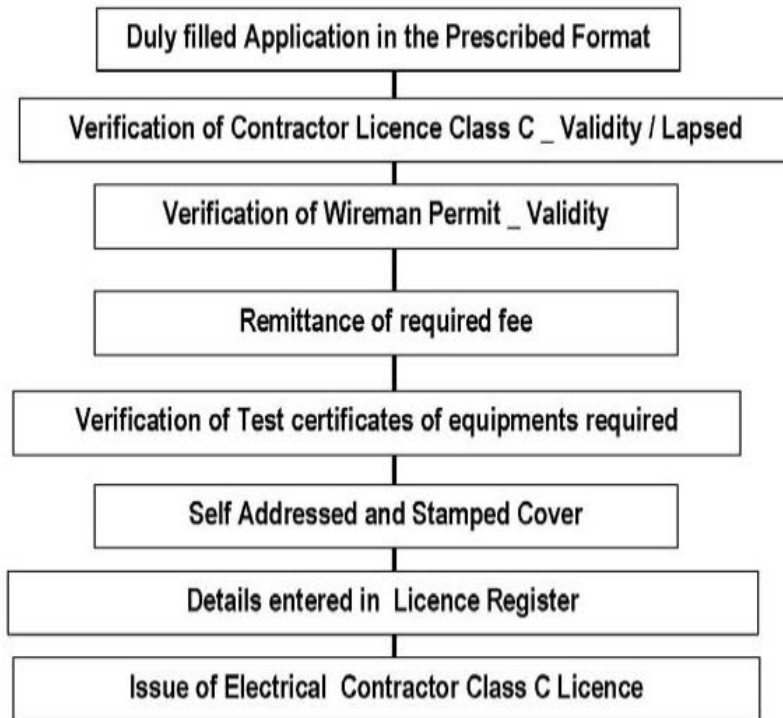 Duly filled Application in the Prescribed Format
Verification of Contractor Licence Class C _ Validity / Lapsed
Verification of Wireman Permit _ Validity
Remittance of required fee
Verification of Test certificates of equipments required
Self Addressed and Stamped Cover
Details entered in Licence Register
Issue of Electrical Contractor Class C Licence